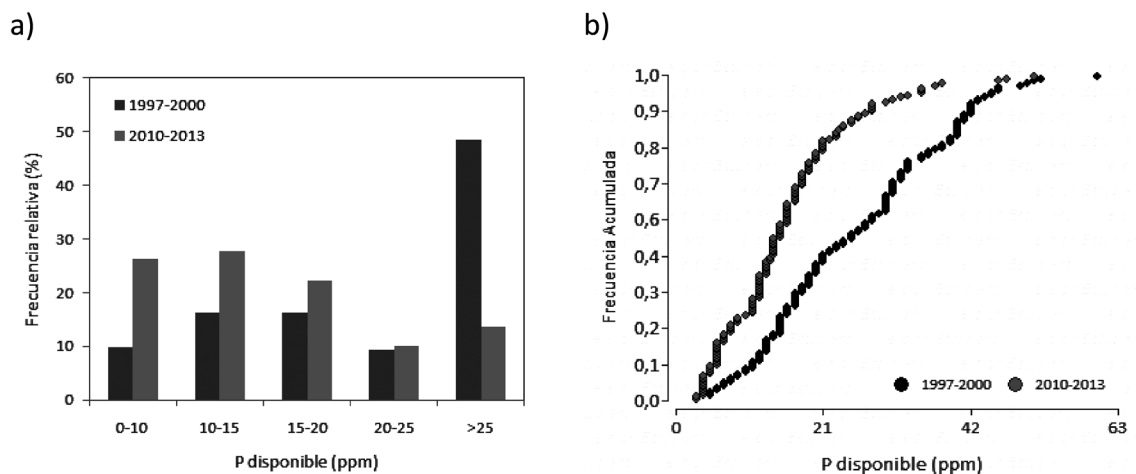 a)
Frecuencia relativa (%)
60
50
40
30
20
10
0
1997-2000
2010-2013
0-10 10-15 15-20 20-25 >25
P disponible (ppm)
b)
Frecuencia Acumulada
1,0
0,9
0,8
0,7
0,6
0,5
0,4
0,3
0,2
0,1
0,0
1997-2000 2010-2013
0 21 42 63
P disponible (ppm)